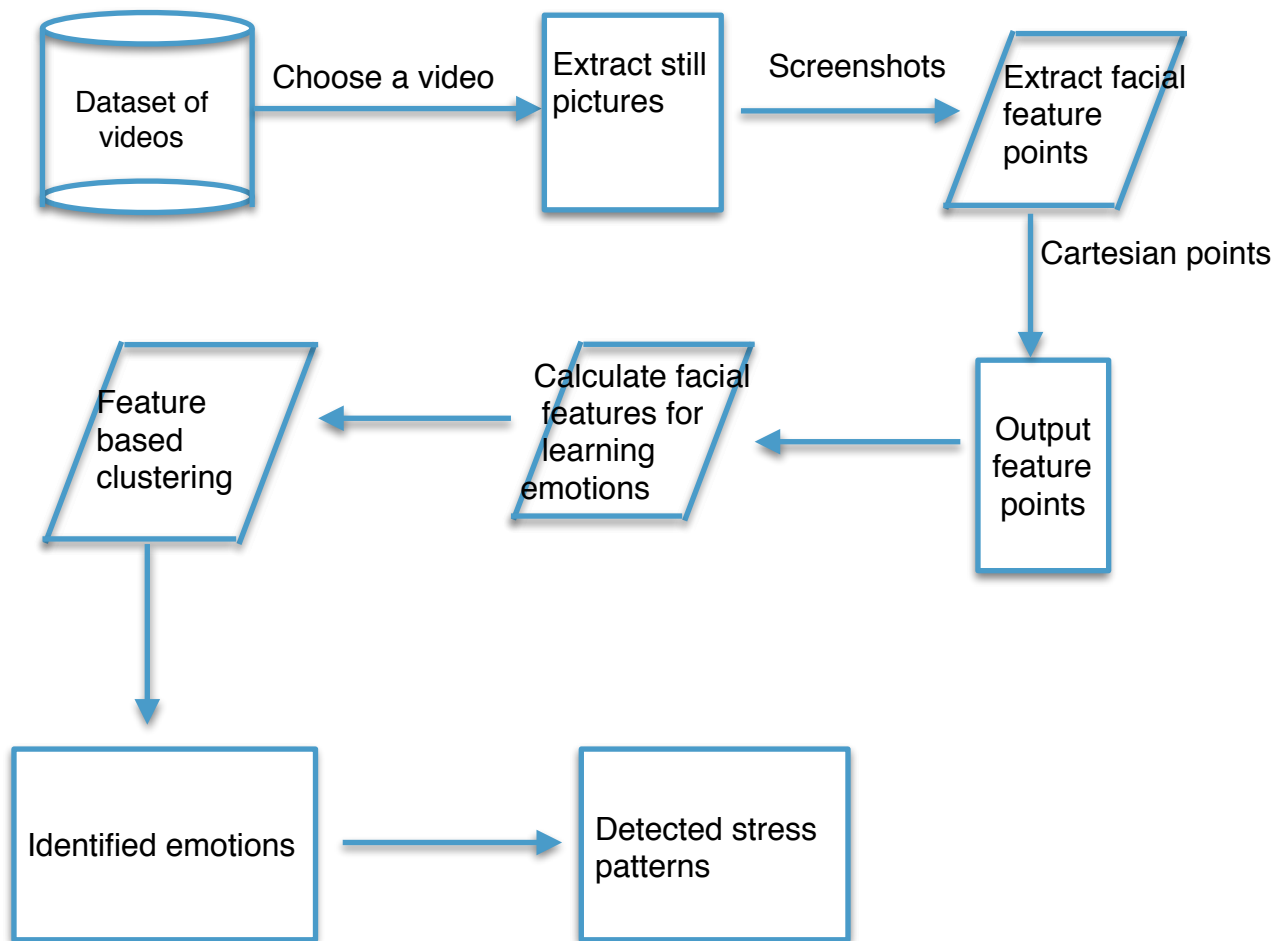 Dataset of
videos
Choose a video
Extract still
pictures
Screenshots
Extract facial
feature
points
Cartesian points
Output
feature
points
Calculate facial
features for
learning
emotions
Feature
based
clustering
Identified emotions
Detected stress
patterns